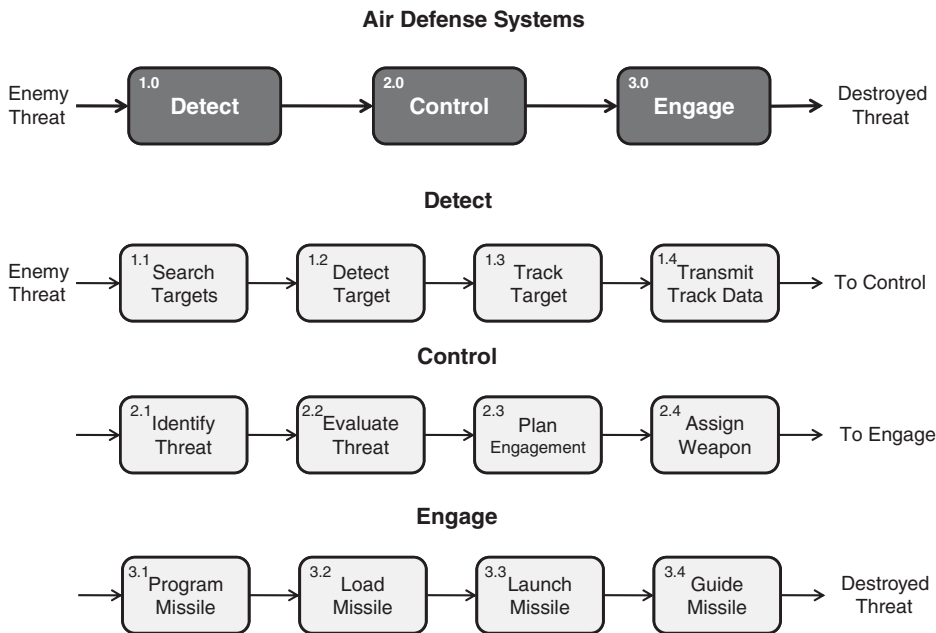 Air Defense Systems
Enemy
Threat
1.0
Detect
2.0
Control
3.0
Engage
Destroyed
Threat
Detect
Enemy
Threat
1.1
Search
Targets
1.2
Detect
Target
1.3
Track
Target
1.4
Transmit
Track Data
To Control
Control
2.1
Identify
Threat
2.2
Evaluate
Threat
2.3
Plan
Engagement
2.4
Assign
Weapon
To Engage
Engage
3.1
Program
Missile
3.2
Load
Missile
3.3
Launch
Missile
3.4
Guide
Missile
Destroyed
Threat